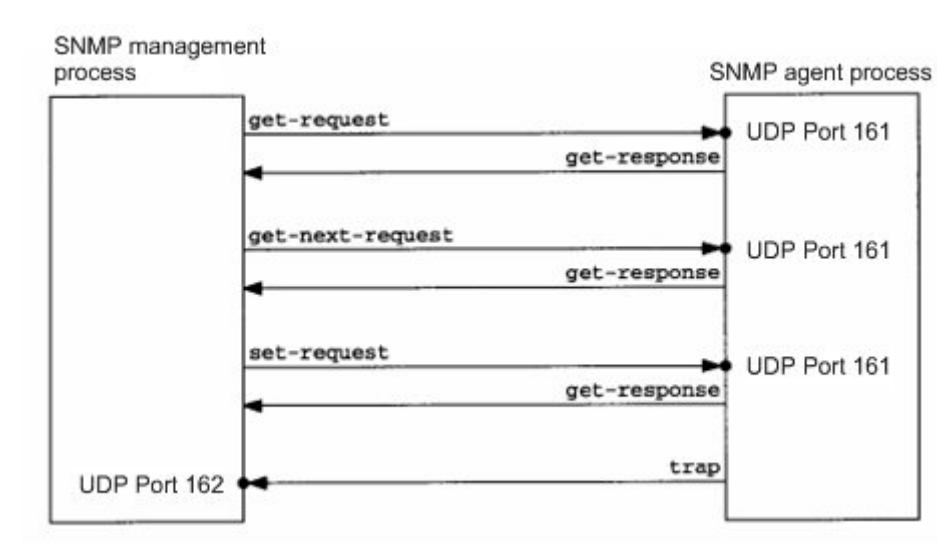 SNMP management
process
SNMP agent process
get-request
UDP Port 161
get-response
get-next-request
UDP Port 161
get-response
set-request
UDP Port 161
get-response
trap
UDP Port 162